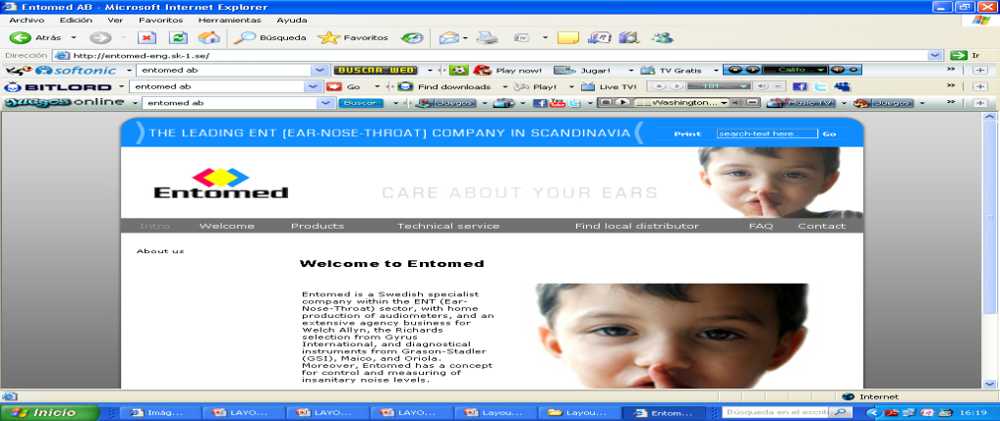 Entomed AB - Microsoft Internet Explorer
Archivo Edición Ver Favoritos Herramientas Ayuda
Atrás Búsqueda Favoritos
Dirección http://entomed-eng.sk-1.se/ Ir
softonic entomed ab BUSCAR WEB Play now! Jugar! TV Gratis Califo...
BITLORD entomed ab Go Find downloads Play! Live TV! 181
Juegos online entomed ab Buscar Juegos You Tube Washington... Music TV Juegos
THE LEADING ENT (EAR-NOSE-THROAT) COMPANY IN SCANDINAVIA Print search-text here.. Go
Entomed CARE ABOUT YOUR EARS
Intro Welcome Products Technical service Find local distributor FAQ Contact
About us
Welcome to Entomed
Entomed is a Swedish specialist
company within the ENT (Ear-
Nose-Throat) sector, with home
production of audiometers, and an
extensive agency business for
Welch Allyn, the Richards
selection from Gyrus
International, and diagnostical
instruments from Grason-Stadler
(GSI), Maico, and Oriola.
Moreover, Entomed has a concept
for control and measuring of
insanitary noise levels.
Internet
Inicio Imág... LAYO... LAYO... LAYO... Layou... Layou... Entom... Búsqueda en el escrit 16:19